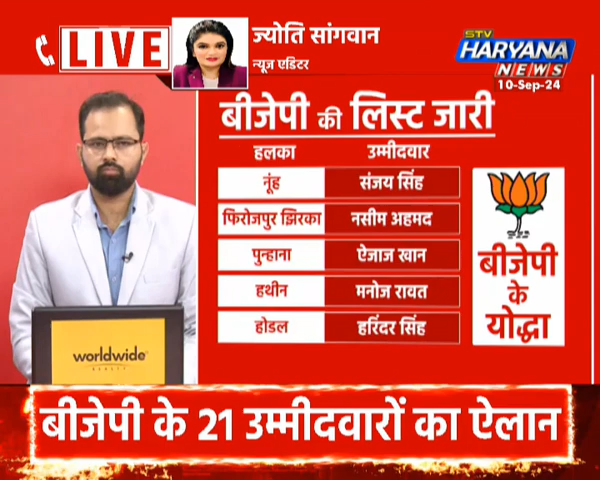 LIVE
ज्योति सांगवान
न्यूज़ एडिटर
STV
HARYANA
NEWS
10-Sep-24
बीजेपी की लिस्ट जारी
हलका उम्मीदवार
नूंह संजय सिंह
फिरोजपुर झिरका नसीम अहमद
पुन्हाना ऐजाज खान
हथीन मनोज रावत
होडल हरिंदर सिंह
बीजेपी
के
योद्धा
worldwide
REALTY
बीजेपी के 21 उम्मीदवारों का ऐलान